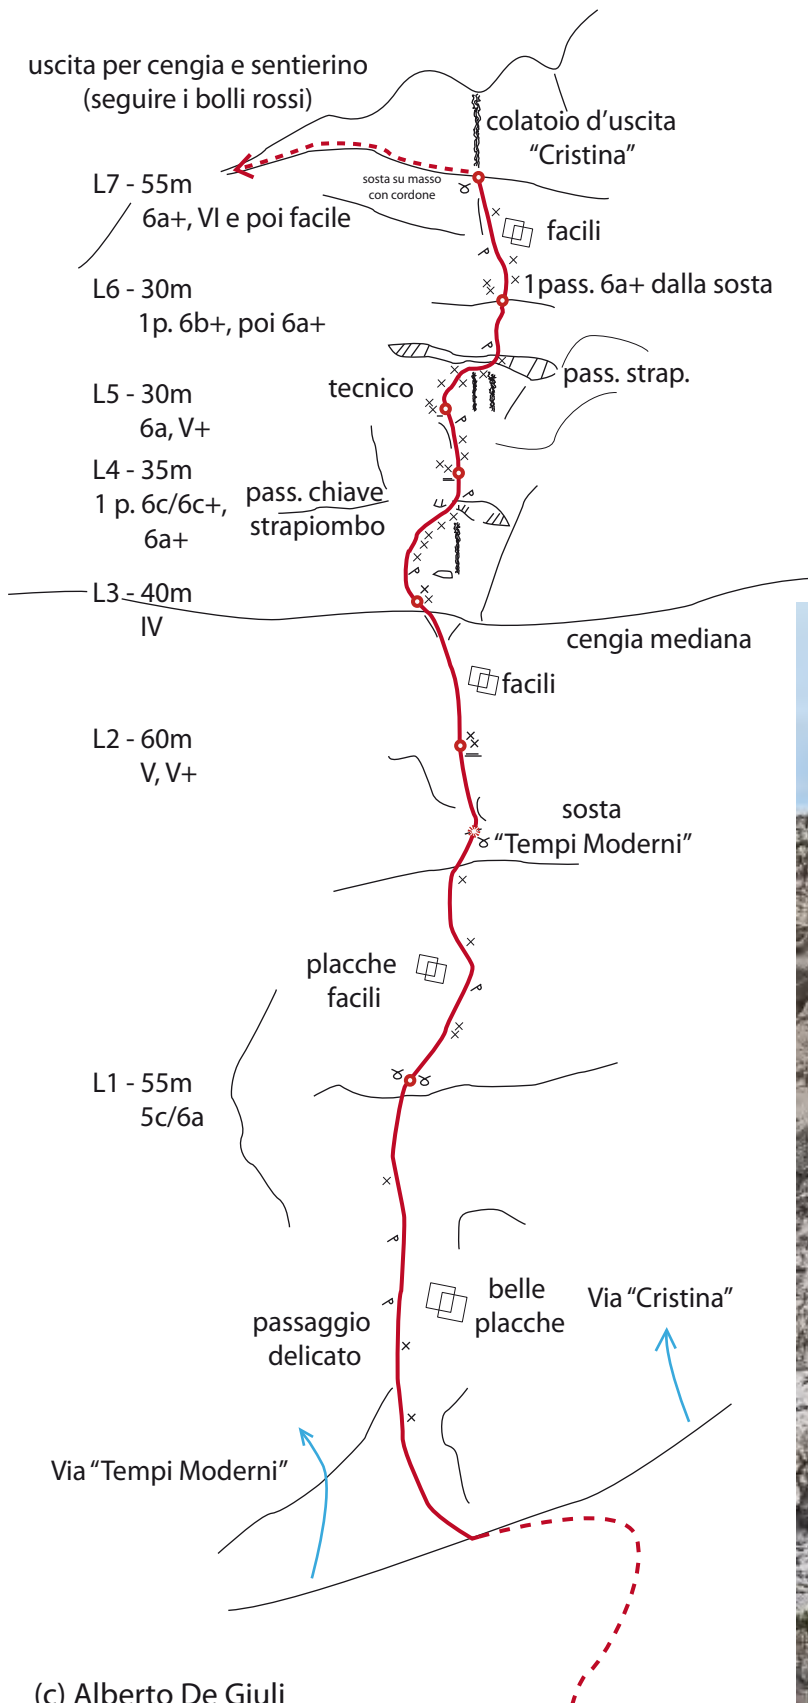 uscita per cengia e sentierino
(seguire i bolli rossi)
colatoio d'uscita
"Cristina"
sosta su masso
con cordone
L7 - 55m
6a+, VI e poi facile
facili
1pass. 6a+ dalla sosta
L6 - 30m
1p. 6b+, poi 6a+
pass. strap.
tecnico
L5 - 30m
6a, V+
L4 - 35m
1 p. 6c/6c+,
6a+
pass. chiave
strapiombo
L3 - 40m
IV
cengia mediana
facili
L2 - 60m
V, V+
sosta
"Tempi Moderni"
placche
facili
L1 - 55m
5c/6a
belle
placche
Via "Cristina"
passaggio
delicato
Via "Tempi Moderni"
(c) Alberto De Giuli